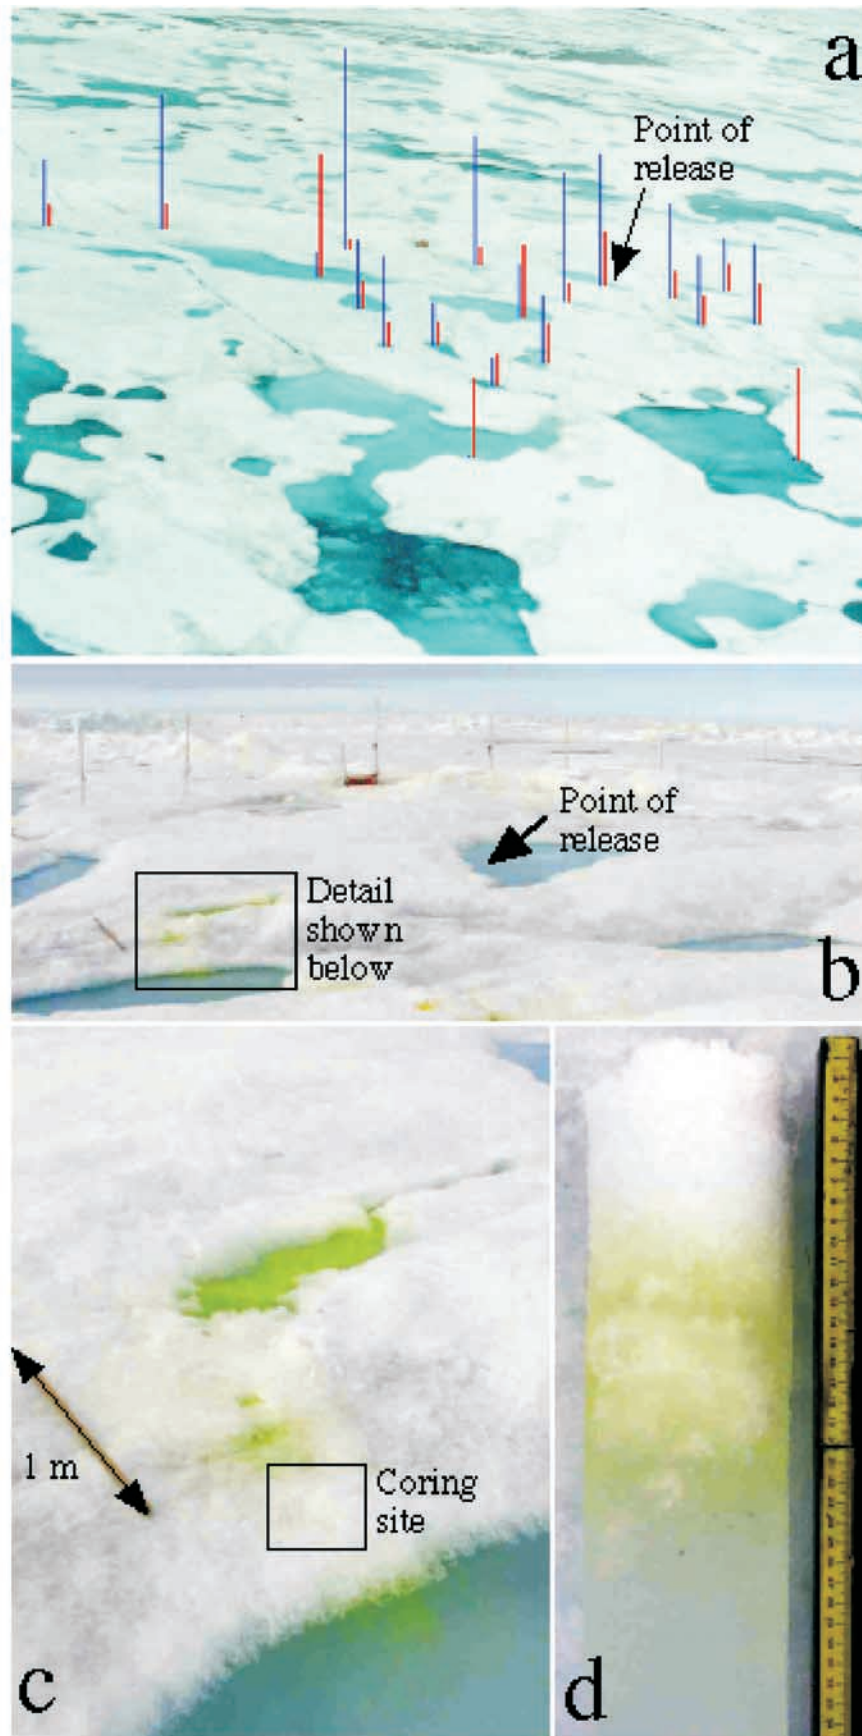 a
Point of
release
Point of
release
Detail
shown
below
b
1 m
Coring
site
c
d